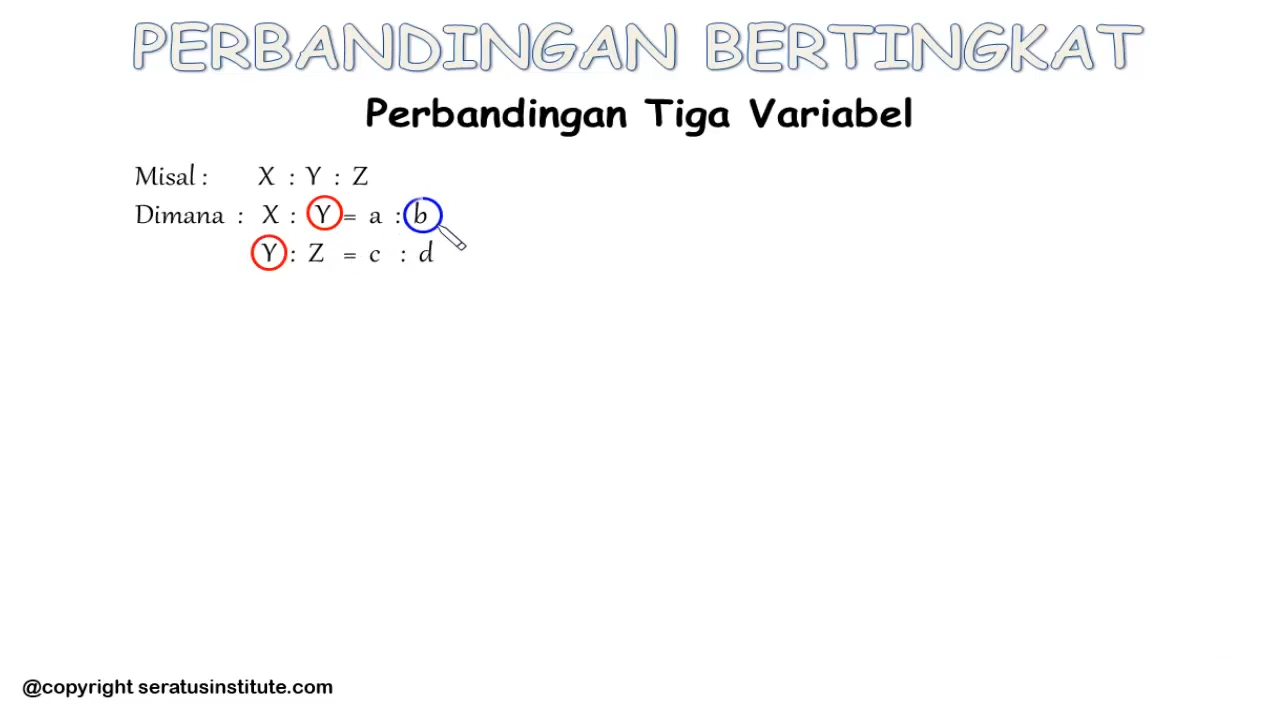 PERBANDINGAN BERTINGKAT
Perbandingan Tiga Variabel
Misal : X : Y : Z
Dimana : X : Y = a : b
Y : Z = c : d
@copyright seratusinstitute.com